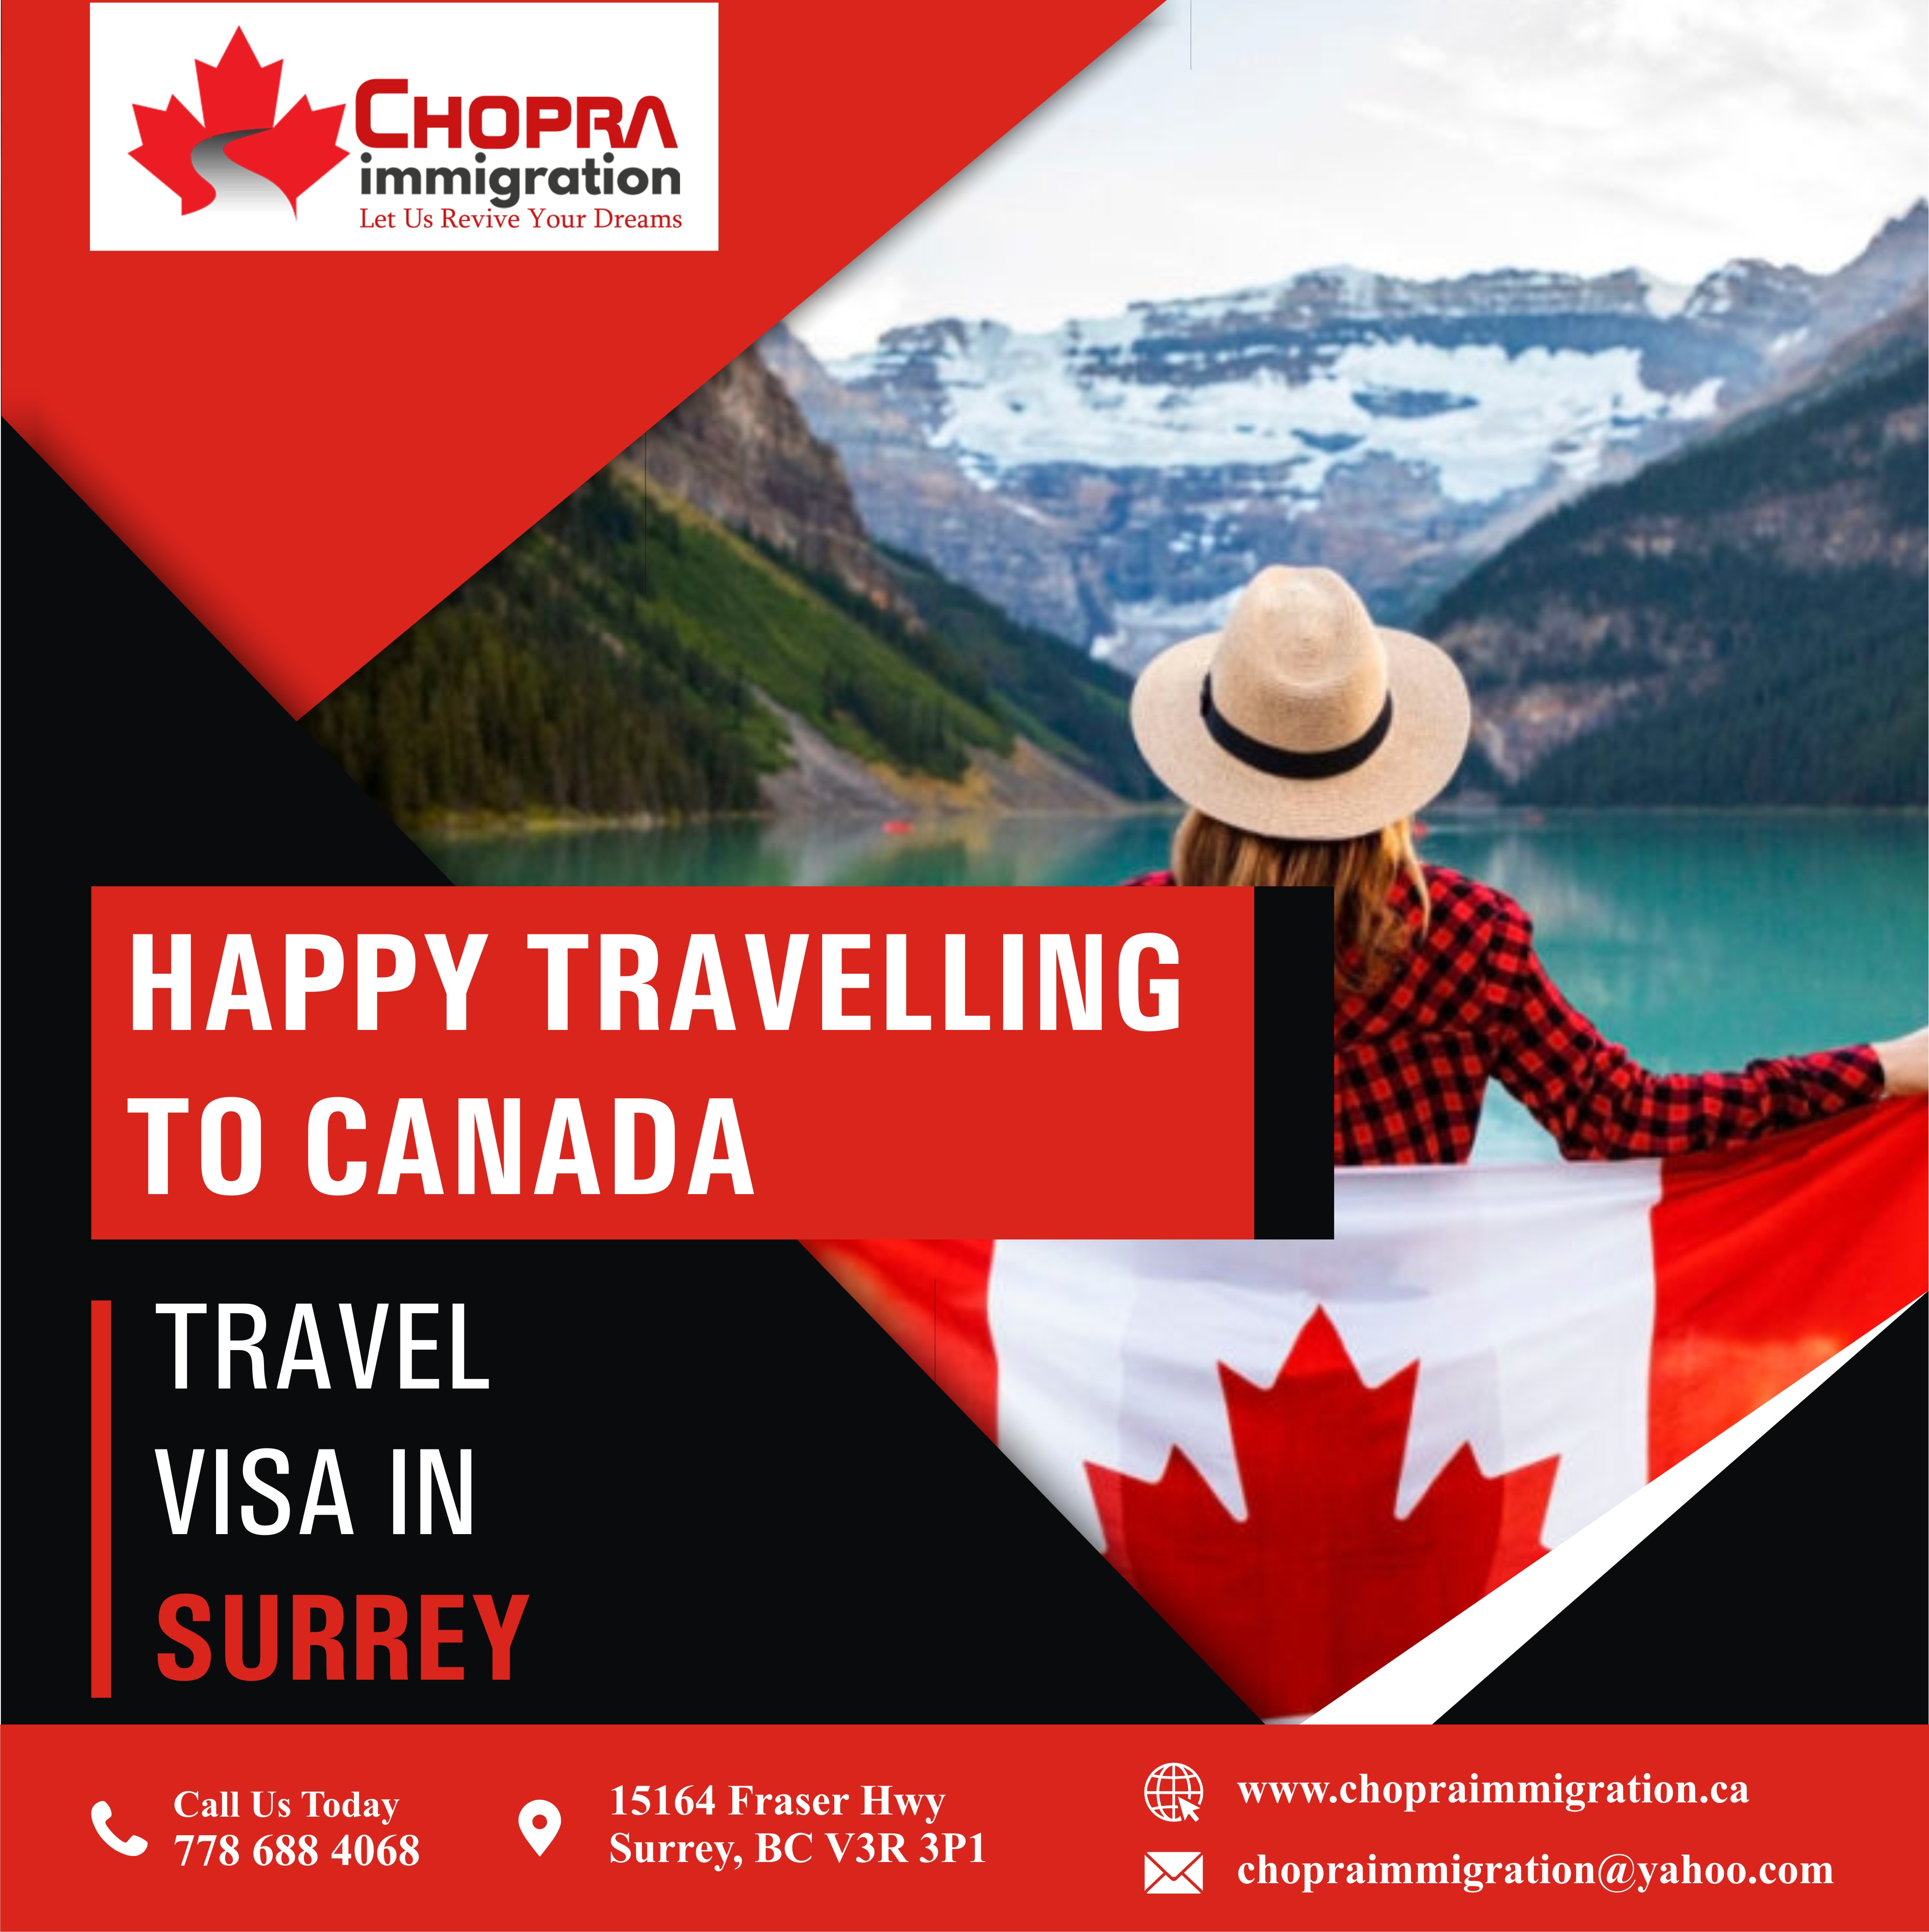 CHOPRA
immigration
Let Us Revive Your Dreams
HAPPY TRAVELLING
TO CANADA
TRAVEL
VISA IN
SURREY
Call Us Today
778 688 4068
15164 Fraser Hwy
Surrey, BC V3R 3P1
www.chopraimmigration.ca
chopraimmigration@yahoo.com